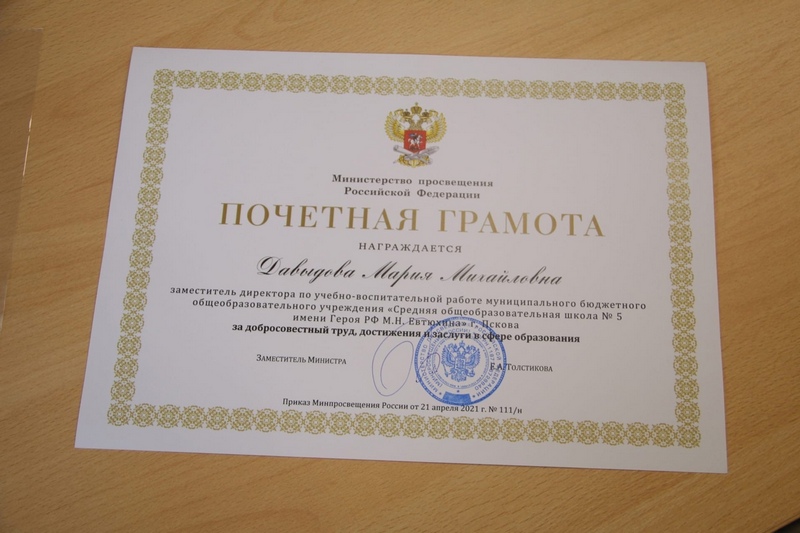 Министерство просвещения
Российской Федерации
ПОЧЕТНАЯ ГРАМОТА
НАГРАЖДАЕТСЯ
Давыдова Мария Михайловна
заместитель директора по учебно-воспитательной работе муниципального бюджетного
общеобразовательного учреждения «Средняя общеобразовательная школа № 5
имени Героя РФ М.Н. Евтюхина» г. Пскова
за добросовестный труд, достижения и заслуги в сфере образования
Заместитель Министра
Е.А. Толстикова
Приказ Минпросвещения России от 21 апреля 2021 г. № 111/н